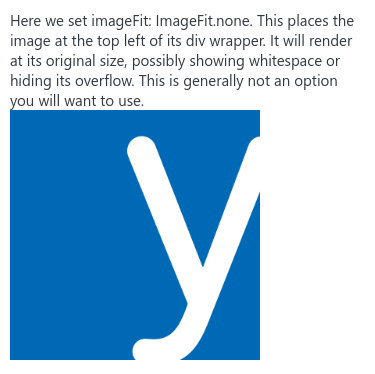 Here we set imageFit: ImageFit.none. This places the
image at the top left of its div wrapper. It will render
at its original size, possibly showing whitespace or
hiding its overflow. This is generally not an option
you will want to use.
y